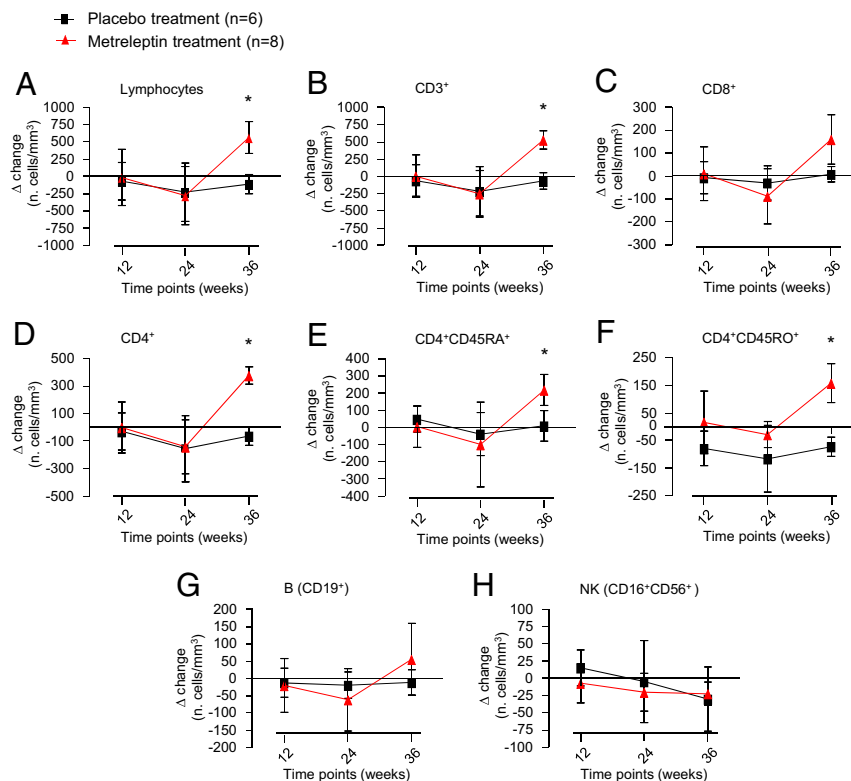 Placebo treatment (n=6)
Metreleptin treatment (n=8)
A Lymphocytes
1000
750
500
250
0
-250
-500
-750
-1000
Δ change
(n. cells/mm³)
*
12 24 36
Time points (weeks)
B CD3⁺
1000
750
500
250
0
-250
-500
-750
-1000
Δ change
(n. cells/mm³)
*
12 24 36
Time points (weeks)
C CD8⁺
300
200
100
0
-100
-200
-300
Δ change
(n. cells/mm³)
12 24 36
Time points (weeks)
D CD4⁺
500
300
100
-100
-300
-500
Δ change
(n. cells/mm³)
*
12 24 36
Time points (weeks)
E CD4⁺CD45RA⁺
400
300
200
100
0
-100
-200
-300
-400
Δ change
(n. cells/mm³)
*
12 24 36
Time points (weeks)
F CD4⁺CD45RO⁺
250
150
50
0
-50
-150
-250
Δ change
(n. cells/mm³)
*
12 24 36
Time points (weeks)
G B (CD19⁺)
200
150
100
50
0
-50
-100
-150
-200
Δ change
(n. cells/mm³)
12 24 36
Time points (weeks)
H NK (CD16⁺CD56⁺)
100
75
50
25
0
-25
-50
-75
-100
Δ change
(n. cells/mm³)
12 24 36
Time points (weeks)